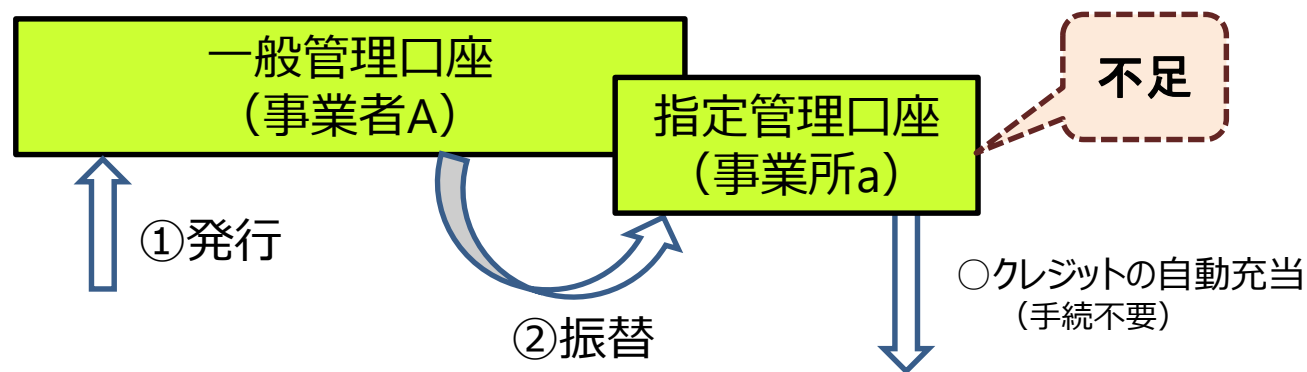 一般管理口座
（事業者A）
不足
指定管理口座
（事業所a）
①発行
②振替
○クレジットの自動充当
（手続不要）